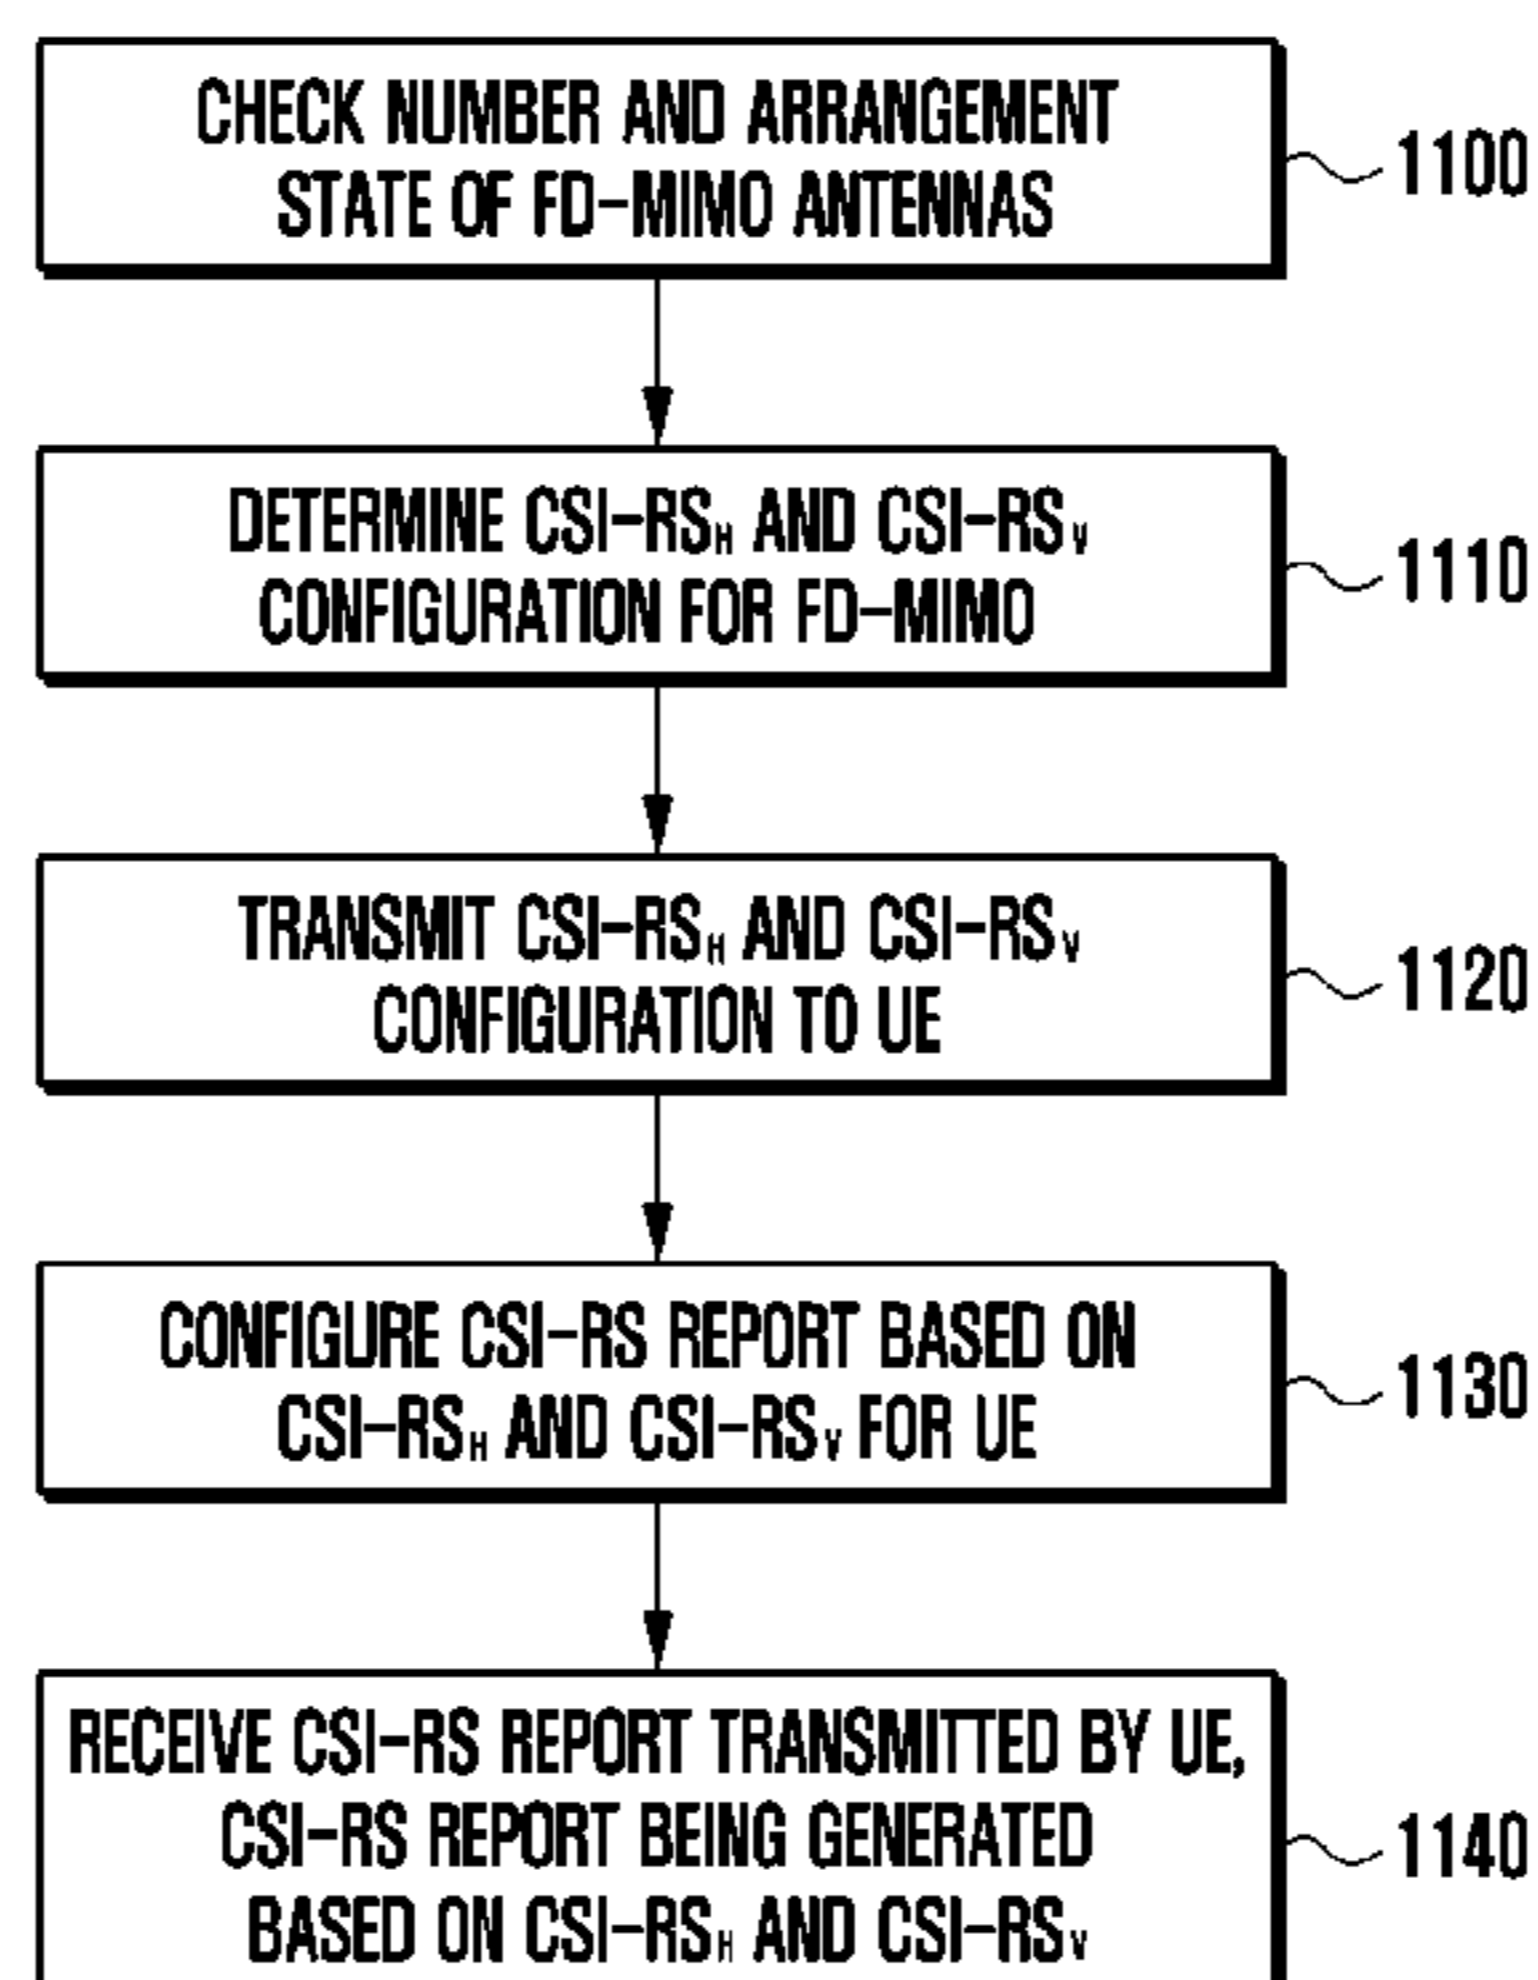 CHECK NUMBER AND ARRANGEMENT
STATE OF FD-MIMO ANTENNAS
1100
DETERMINE CSI-RSH AND CSI-RSV
CONFIGURATION FOR FD-MIMO
1110
TRANSMIT CSI-RSH AND CSI-RSV
CONFIGURATION TO UE
1120
CONFIGURE CSI-RS REPORT BASED ON
CSI-RSH AND CSI-RSV FOR UE
1130
RECEIVE CSI-RS REPORT TRANSMITTED BY UE,
CSI-RS REPORT BEING GENERATED
BASED ON CSI-RSH AND CSI-RSV
1140